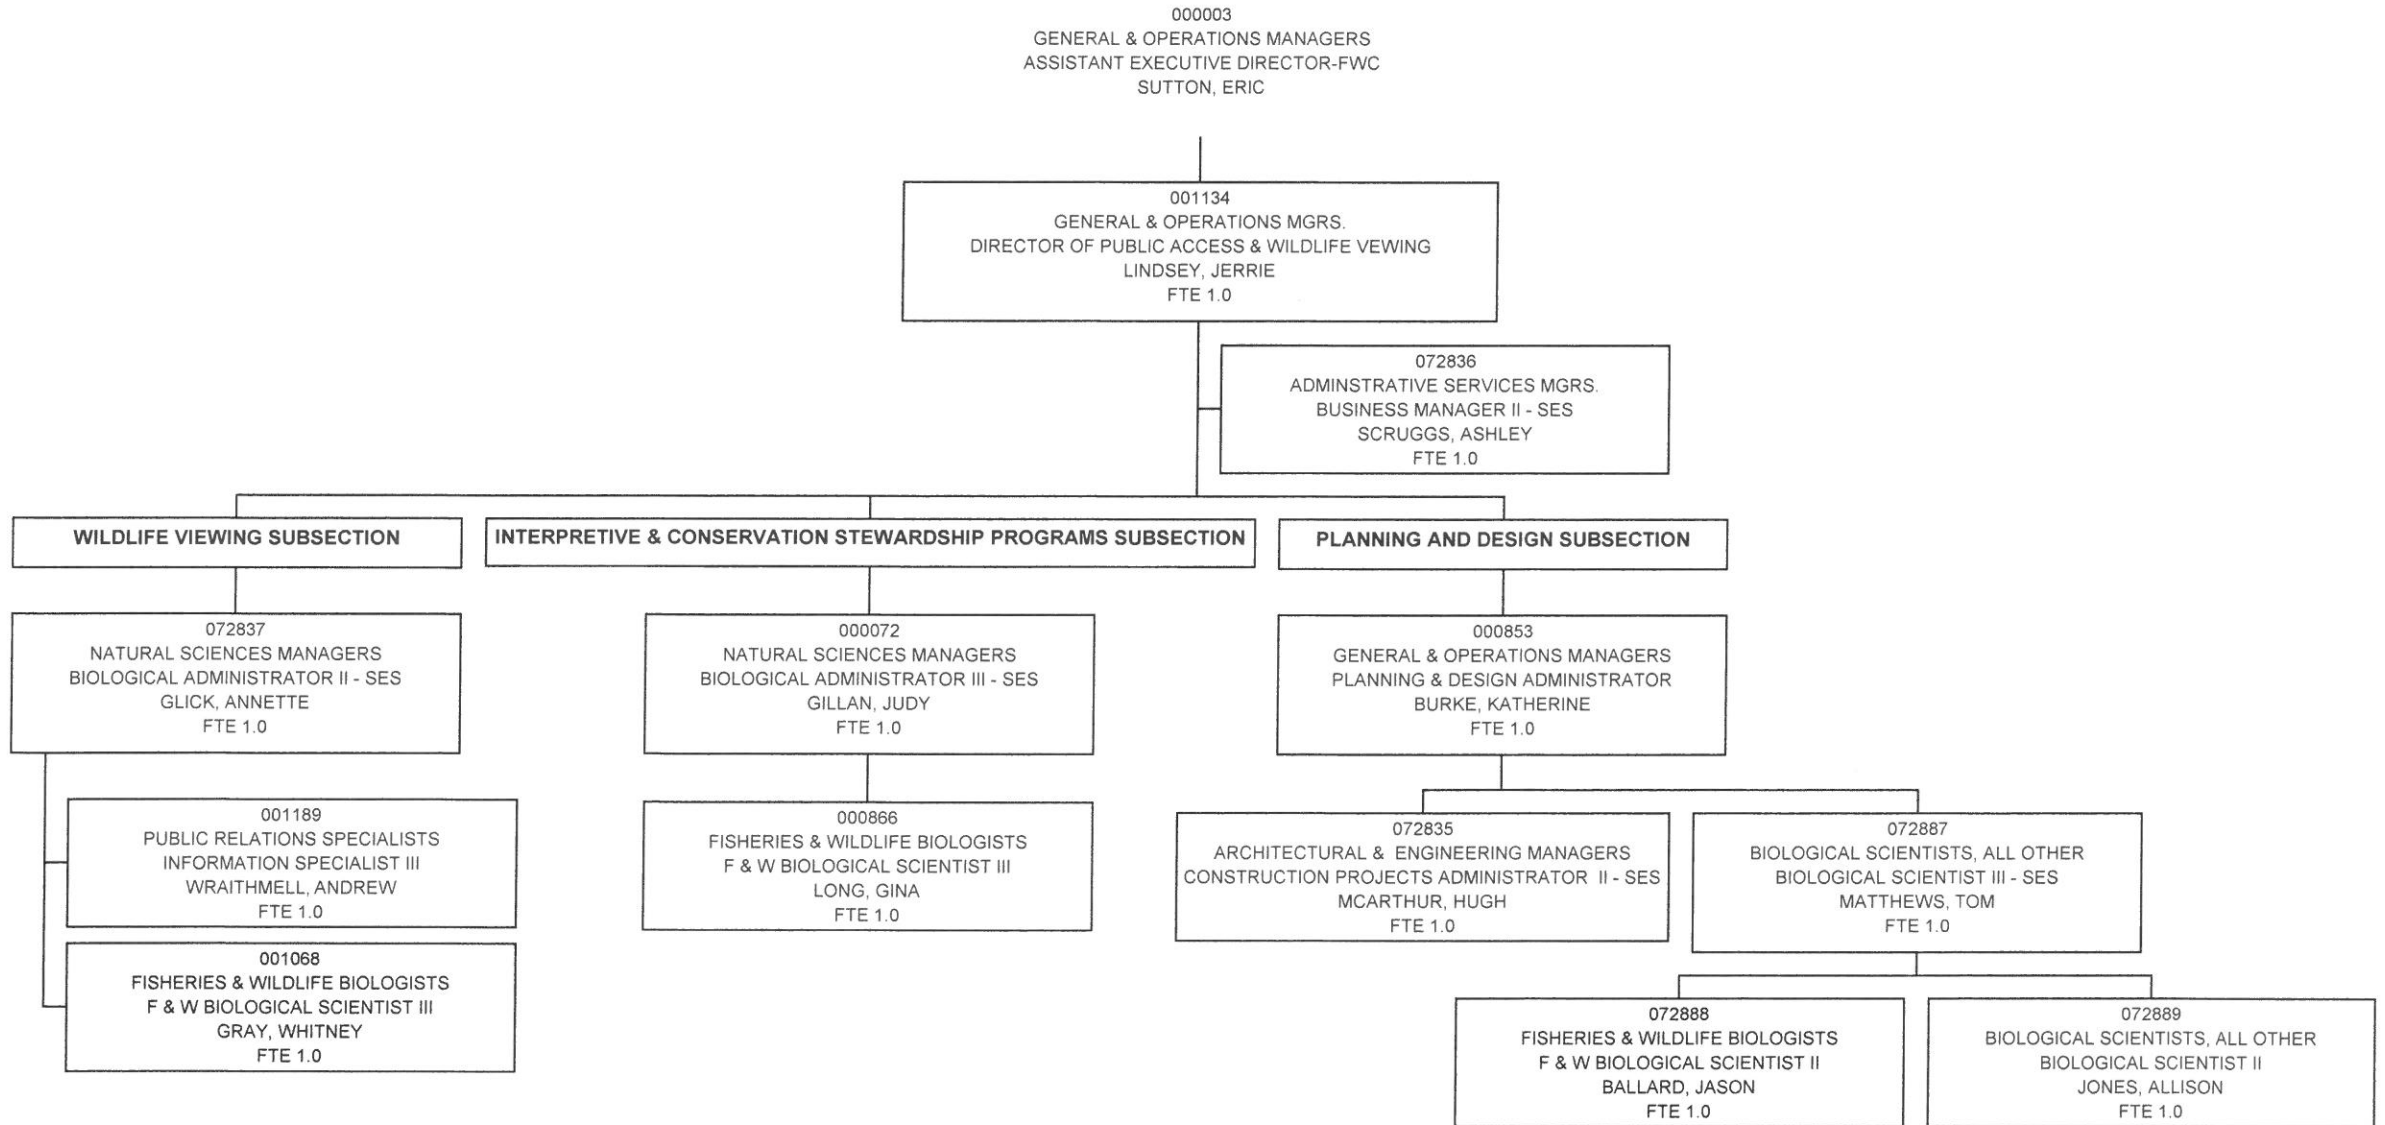 000003
GENERAL & OPERATIONS MANAGERS
ASSISTANT EXECUTIVE DIRECTOR-FWC
SUTTON, ERIC
001134
GENERAL & OPERATIONS MGRS.
DIRECTOR OF PUBLIC ACCESS & WILDLIFE VEWING
LINDSEY, JERRIE
FTE 1.0
072836
ADMINSTRATIVE SERVICES MGRS.
BUSINESS MANAGER II - SES
SCRUGGS, ASHLEY
FTE 1.0
WILDLIFE VIEWING SUBSECTION
INTERPRETIVE & CONSERVATION STEWARDSHIP PROGRAMS SUBSECTION
PLANNING AND DESIGN SUBSECTION
072837
NATURAL SCIENCES MANAGERS
BIOLOGICAL ADMINISTRATOR II - SES
GLICK, ANNETTE
FTE 1.0
000072
NATURAL SCIENCES MANAGERS
BIOLOGICAL ADMINISTRATOR III - SES
GILLAN, JUDY
FTE 1.0
000853
GENERAL & OPERATIONS MANAGERS
PLANNING & DESIGN ADMINISTRATOR
BURKE, KATHERINE
FTE 1.0
001189
PUBLIC RELATIONS SPECIALISTS
INFORMATION SPECIALIST III
WRAITHMELL, ANDREW
FTE 1.0
000866
FISHERIES & WILDLIFE BIOLOGISTS
F & W BIOLOGICAL SCIENTIST III
LONG, GINA
FTE 1.0
072835
ARCHITECTURAL & ENGINEERING MANAGERS
CONSTRUCTION PROJECTS ADMINISTRATOR II - SES
MCARTHUR, HUGH
FTE 1.0
072887
BIOLOGICAL SCIENTISTS, ALL OTHER
BIOLOGICAL SCIENTIST III - SES
MATTHEWS, TOM
FTE 1.0
001068
FISHERIES & WILDLIFE BIOLOGISTS
F & W BIOLOGICAL SCIENTIST III
GRAY, WHITNEY
FTE 1.0
072888
FISHERIES & WILDLIFE BIOLOGISTS
F & W BIOLOGICAL SCIENTIST II
BALLARD, JASON
FTE 1.0
072889
BIOLOGICAL SCIENTISTS, ALL OTHER
BIOLOGICAL SCIENTIST II
JONES, ALLISON
FTE 1.0